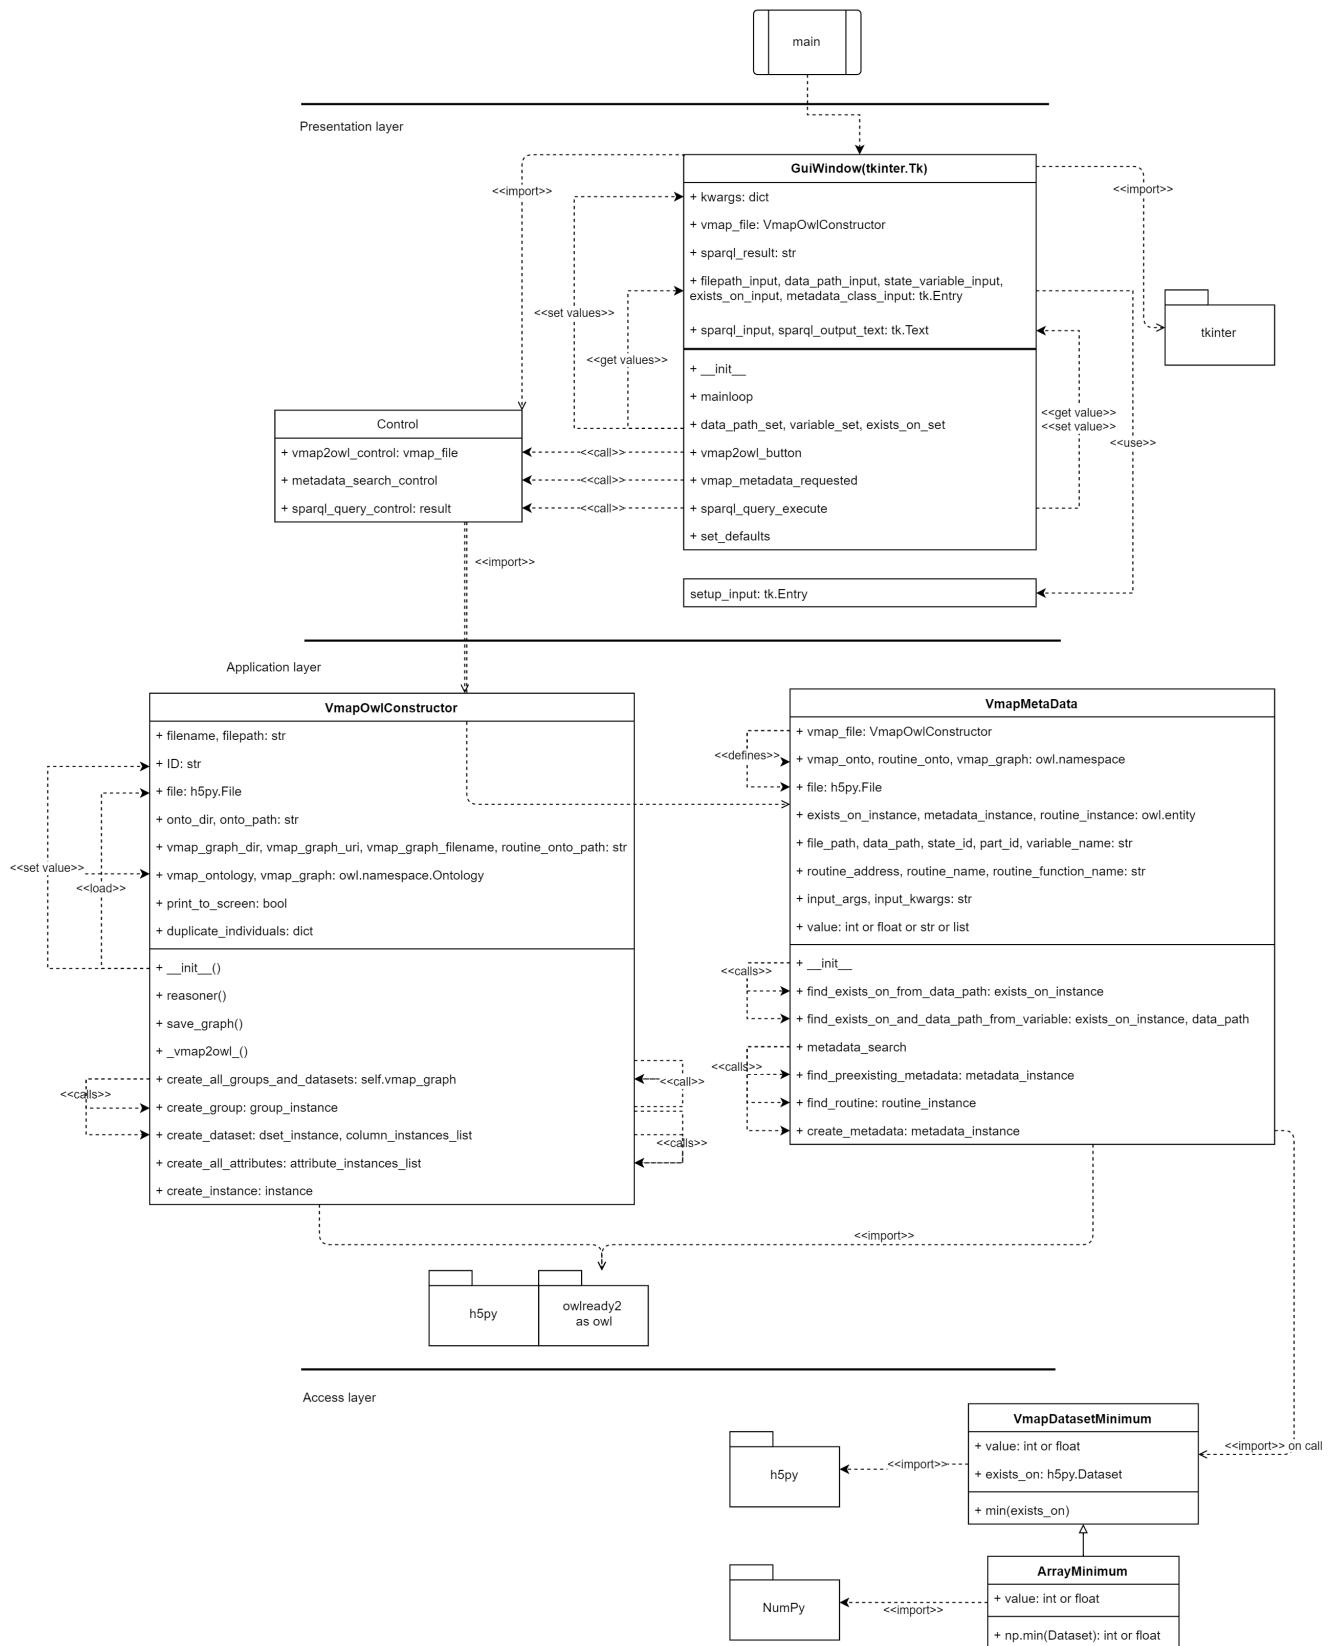 main
Presentation layer
GuiWindow(tkinter.Tk)
<<import>>
<<import>>
+ kwargs: dict
+ vmap_file: VmapOwlConstructor
+ sparql_result: str
+ filepath_input, data_path_input, state_variable_input,
exists_on_input, metadata_class_input: tk.Entry
<<set values>>
+ sparql_input, sparql_output_text: tk.Text
tkinter
<<get values>>
+ __init__
+ mainloop
<<get value>>
<<set value>>
Control
+ data_path_set, variable_set, exists_on_set
<<use>>
+ vmap2owl_control: vmap_file
<<call>>
+ vmap2owl_button
+ metadata_search_control
<<call>>
+ vmap_metadata_requested
+ sparql_query_control: result
<<call>>
+ sparql_query_execute
+ set_defaults
<<import>>
setup_input: tk.Entry
Application layer
VmapOwlConstructor
+ filename, filepath: str
+ ID: str
+ file: h5py.File
+ onto_dir, onto_path: str
+ vmap_graph_dir, vmap_graph_uri, vmap_graph_filename, routine_onto_path: str
<<set value>>
+ vmap_ontology, vmap_graph: owl.namespace.Ontology
<<load>>
+ print_to_screen: bool
+ duplicate_individuals: dict
+ __init__()
+ reasoner()
+ save_graph()
+ _vmap2owl_()
+ create_all_groups_and_datasets: self.vmap_graph
<<call>>
<<calls>>
+ create_group: group_instance
+ create_dataset: dset_instance, column_instances_list
<<calls>>
+ create_all_attributes: attribute_instances_list
+ create_instance: instance
VmapMetaData
+ vmap_file: VmapOwlConstructor
<<defines>>
+ vmap_onto, routine_onto, vmap_graph: owl.namespace
+ file: h5py.File
+ exists_on_instance, metadata_instance, routine_instance: owl.entity
+ file_path, data_path, state_id, part_id, variable_name: str
+ routine_address, routine_name, routine_function_name: str
+ input_args, input_kwargs: str
+ value: int or float or str or list
+ __init__
<<calls>>
+ find_exists_on_from_data_path: exists_on_instance
+ find_exists_on_and_data_path_from_variable: exists_on_instance, data_path
+ metadata_search
<<calls>>
+ find_preexisting_metadata: metadata_instance
+ find_routine: routine_instance
+ create_metadata: metadata_instance
<<import>>
h5py
owlready2
as owl
Access layer
VmapDatasetMinimum
+ value: int or float
<<import>> on call
h5py
<<import>>
+ exists_on: h5py.Dataset
+ min(exists_on)
ArrayMinimum
+ value: int or float
NumPy
<<import>>
+ np.min(Dataset): int or float